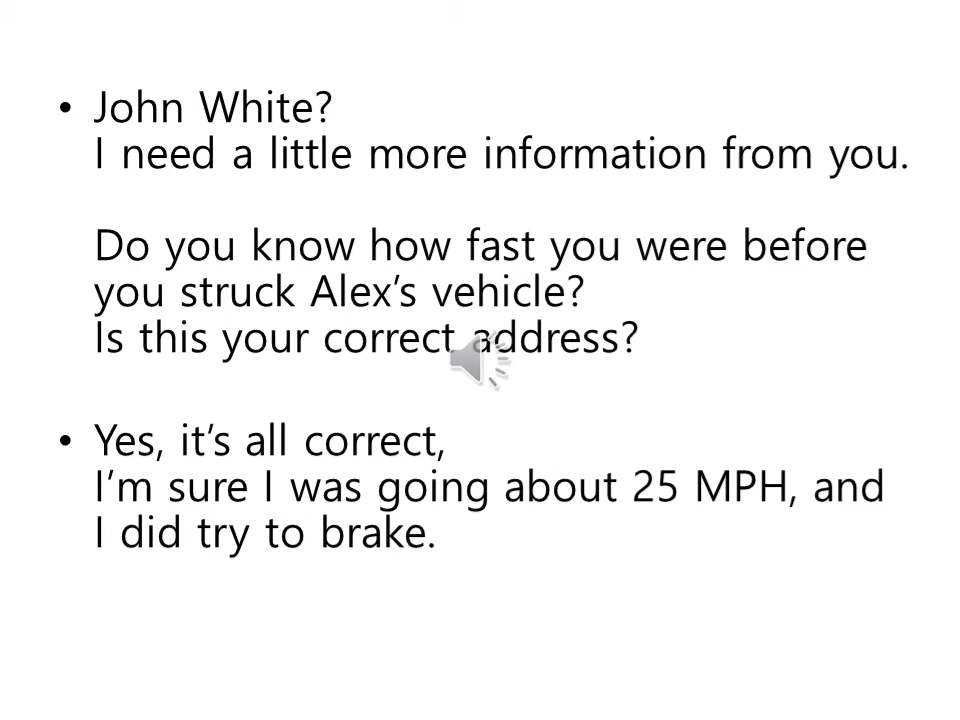 • John White?
I need a little more information from you.
Do you know how fast you were before
you struck Alex’s vehicle?
Is this your correct address?
• Yes, it’s all correct,
I’m sure I was going about 25 MPH, and
I did try to brake.